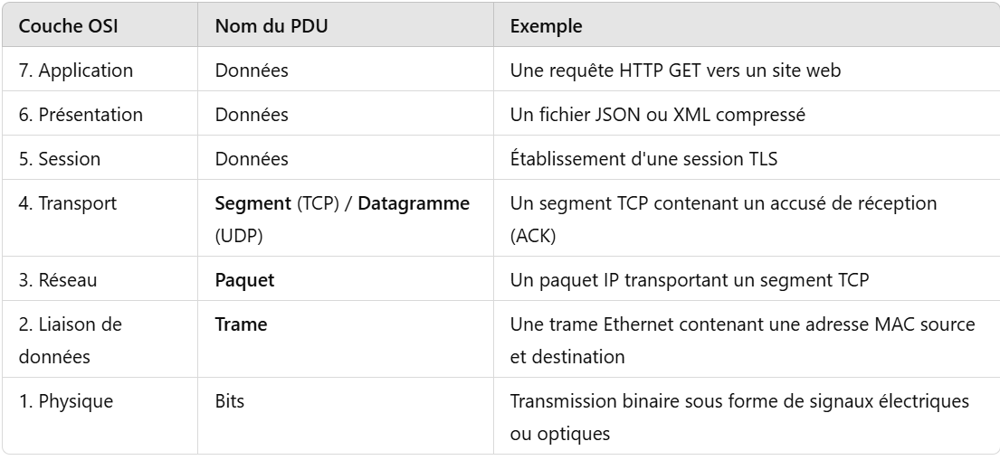 Couche OSI Nom du PDU Exemple
7. Application Données Une requête HTTP GET vers un site web
6. Présentation Données Un fichier JSON ou XML compressé
5. Session Données Établissement d'une session TLS
4. Transport Segment (TCP) / Datagramme Un segment TCP contenant un accusé de réception
(UDP) (ACK)
3. Réseau Paquet Un paquet IP transportant un segment TCP
2. Liaison de Trame Une trame Ethernet contenant une adresse MAC source
données et destination
1. Physique Bits Transmission binaire sous forme de signaux électriques
ou optiques